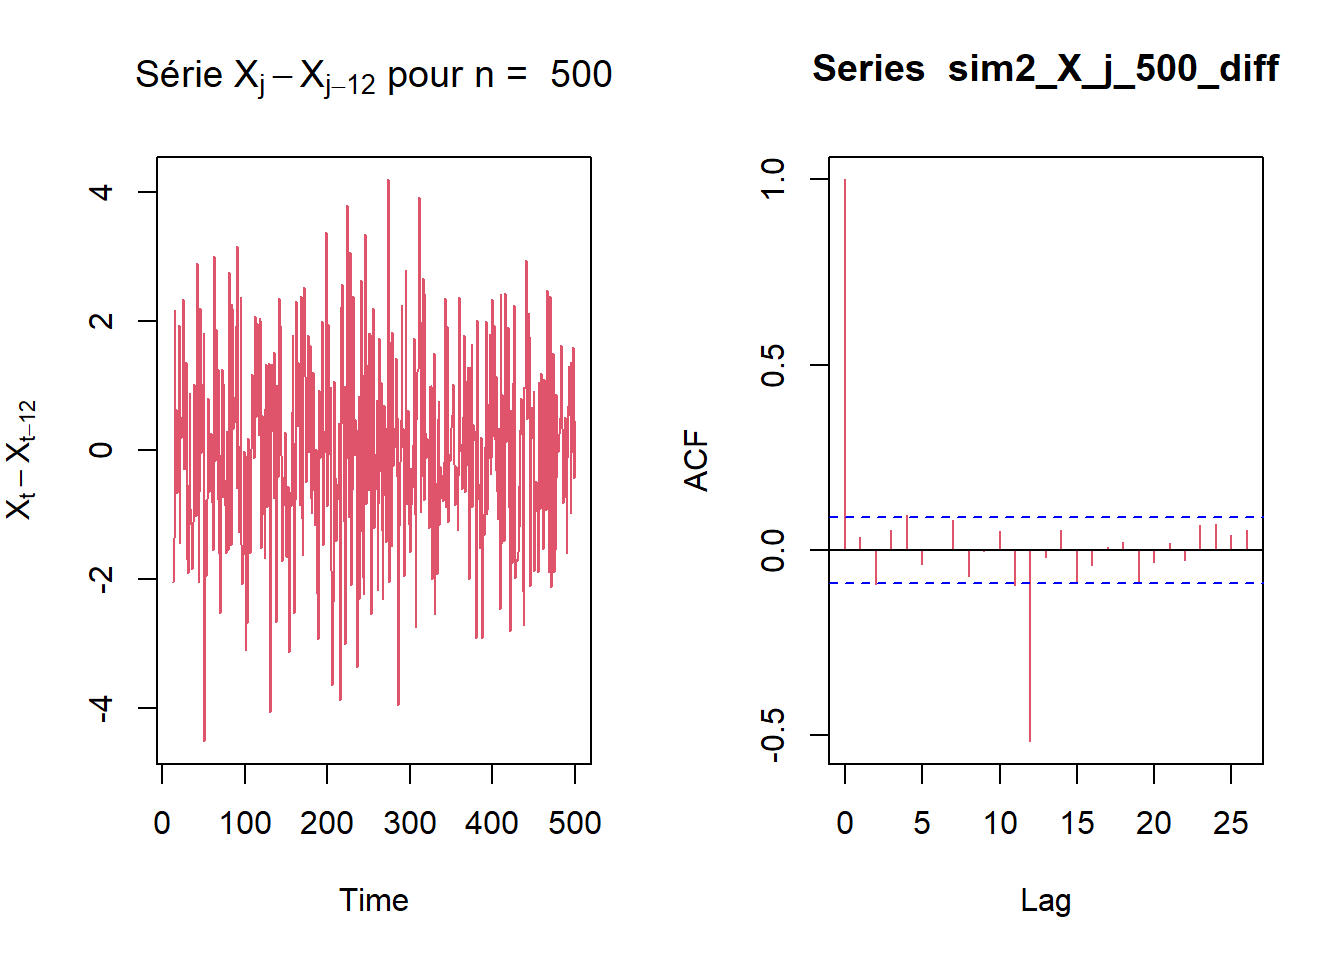 Série Xj – Xj–12 pour n = 500
Xt – Xt–12
4
2
0
-2
-4
0 100 200 300 400 500
Time
Series sim2_X_j_500_diff
ACF
1.0
0.5
0.0
-0.5
0 5 10 15 20 25
Lag